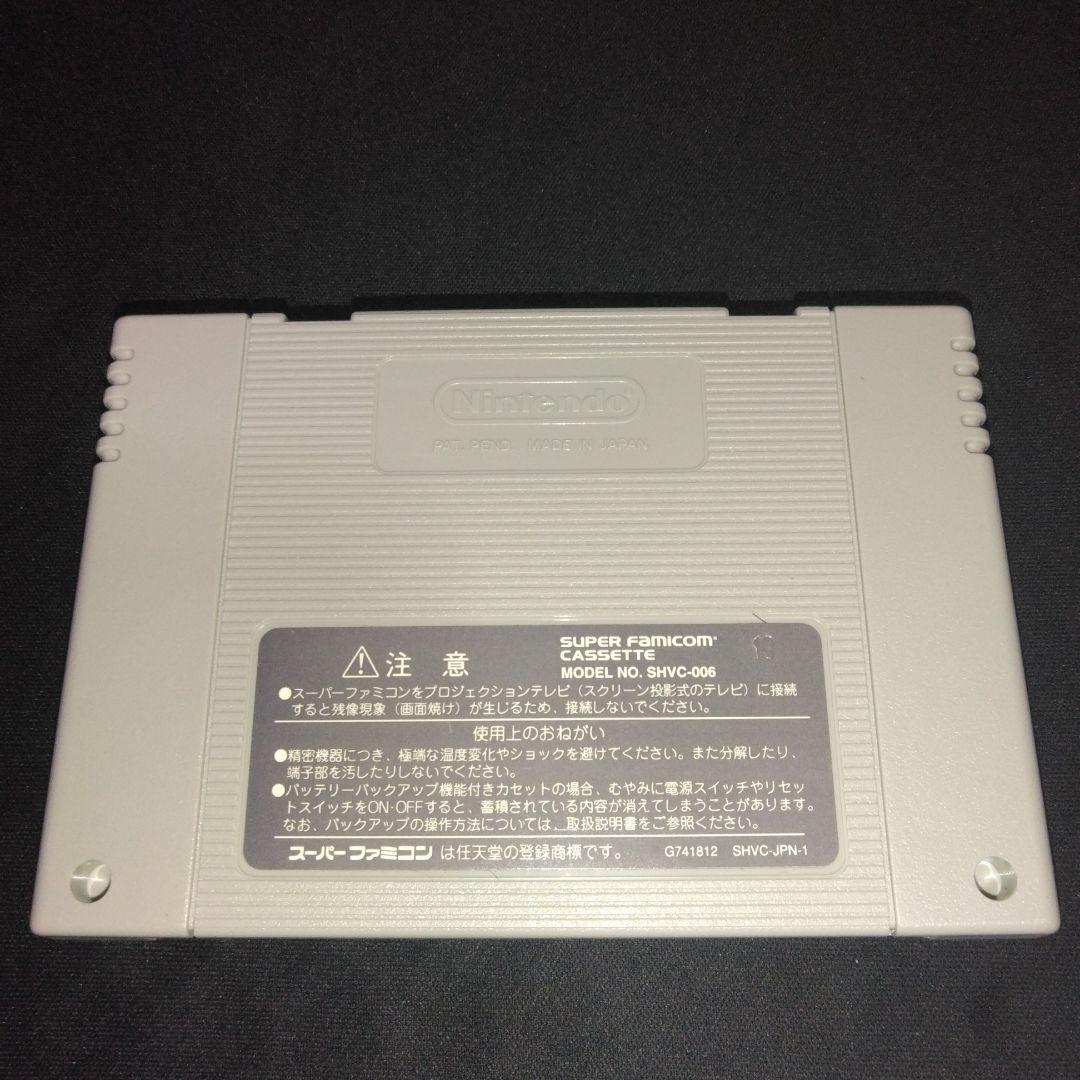 Nintendo
PAT. PEND. MADE IN JAPAN
SUPER FAMICOM
CASSETTE
MODEL NO. SHVC-006
⚠注 意
●スーパーファミコンをプロジェクションテレビ（スクリーン投影式のテレビ）に接続
すると残像現象（画面焼け）が生じるため、接続しないでください。
使用上のおねがい
●精密機器につき、極端な温度変化やショックを避けてください。また分解したり、
端子部を汚したりしないでください。
●バッテリーバックアップ機能付きカセットの場合、むやみに電源スイッチやリセッ
トスイッチをON・OFFすると、蓄積されている内容が消えてしまうことがあります。
なお、バックアップの操作方法については、取扱説明書をご参照ください。
スーパーファミコン は任天堂の登録商標です。 G741812 SHVC-JPN-1